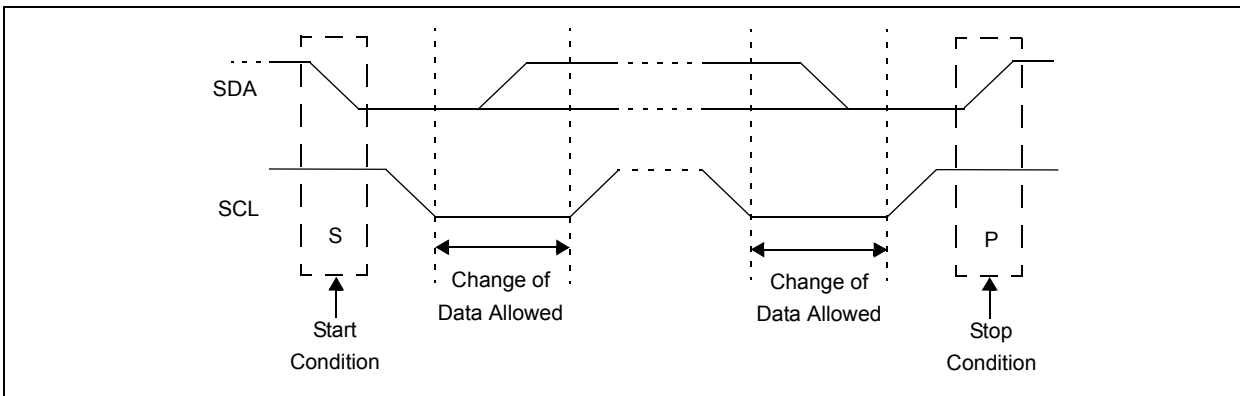 SDA
SCL
S
P
Change of
Data Allowed
Change of
Data Allowed
Start
Condition
Stop
Condition